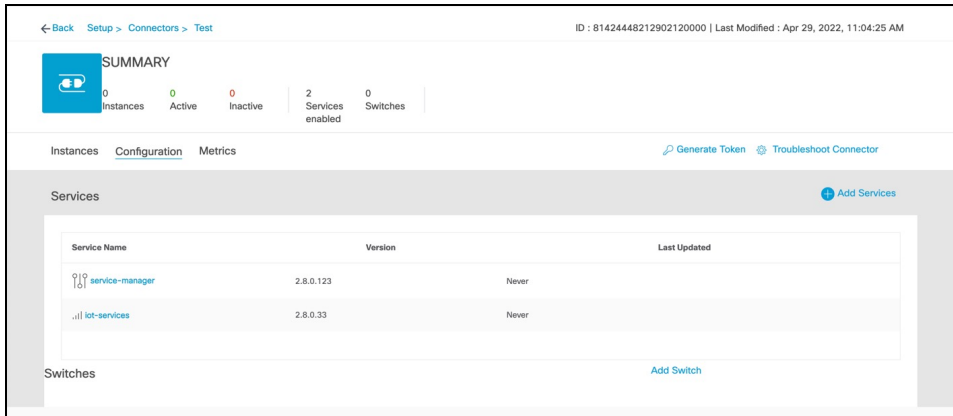 Back Setup > Connectors > Test ID : 81424448212902120000 | Last Modified : Apr 29, 2022, 11:04:25 AM
SUMMARY
0 0 0 2 0
Instances Active Inactive Services enabled Switches
Instances Configuration Metrics Generate Token Troubleshoot Connector
Services Add Services
Service Name Version Last Updated
service-manager 2.8.0.123 Never
iot-services 2.8.0.33 Never
Switches Add Switch